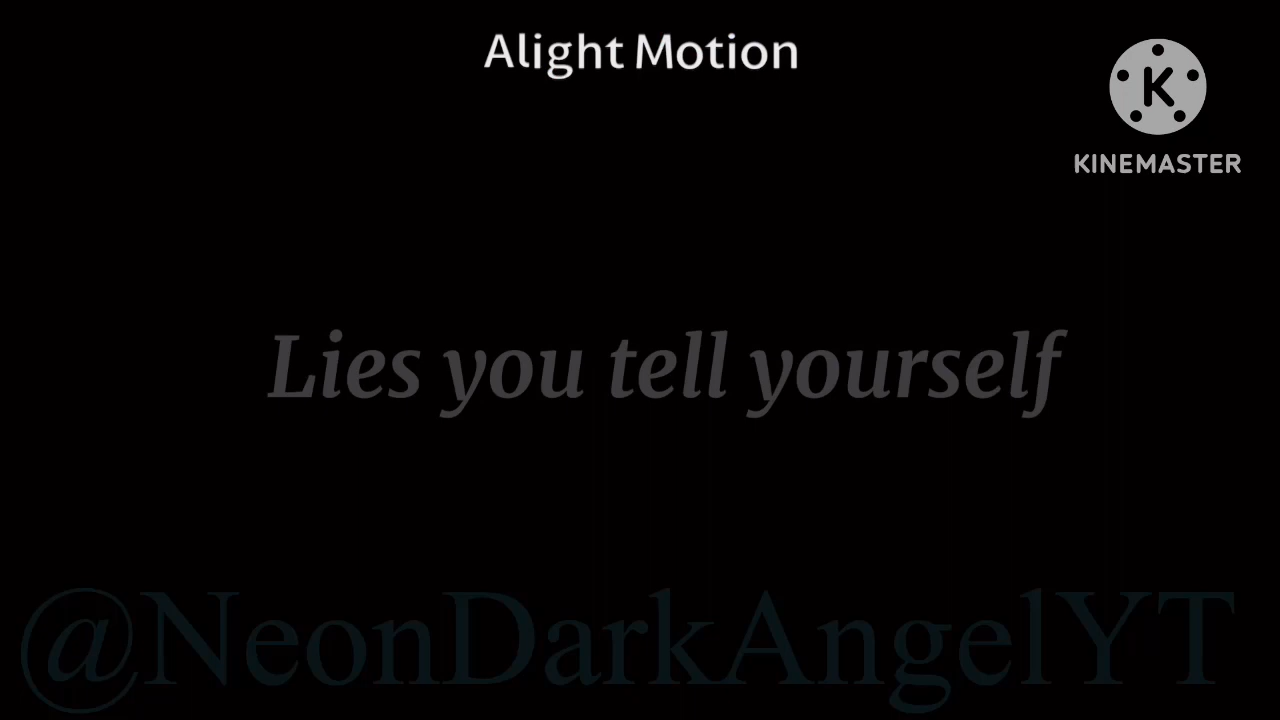 Alight Motion
K
KINEMASTER
Lies you tell yourself
@NeonDarkAngelYT